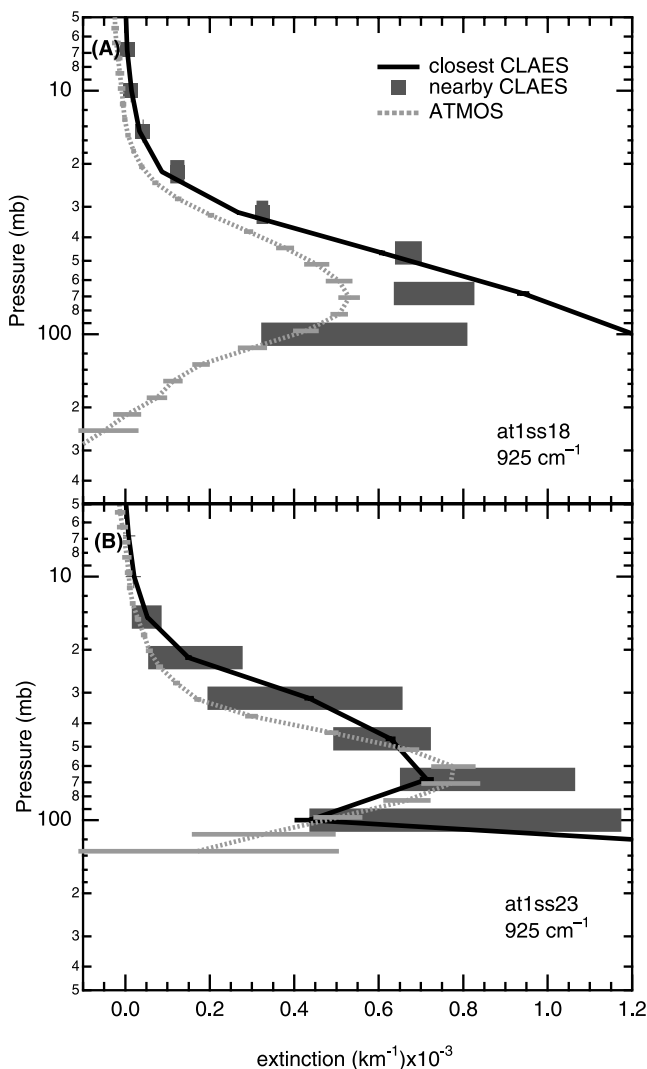 5
6
7
8
10
2
3
4
5
6
7
8
100
2
3
4
5
(A)
closest CLAES
nearby CLAES
ATMOS
at1ss18
925 cm⁻¹
Pressure (mb)
6
7
8
10
2
3
4
5
6
7
8
100
2
3
4
5
(B)
at1ss23
925 cm⁻¹
Pressure (mb)
0.0 0.2 0.4 0.6 0.8 1.0 1.2
extinction (km⁻¹)x10⁻³